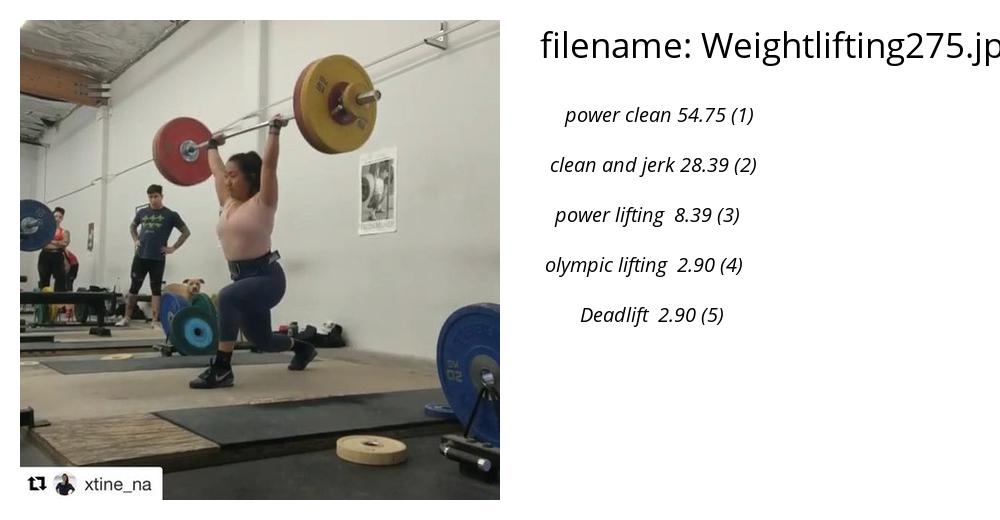 filename: Weightlifting275.jp
power clean 54.75 (1)
clean and jerk 28.39 (2)
power lifting 8.39 (3)
olympic lifting 2.90 (4)
Deadlift 2.90 (5)
xtine_na